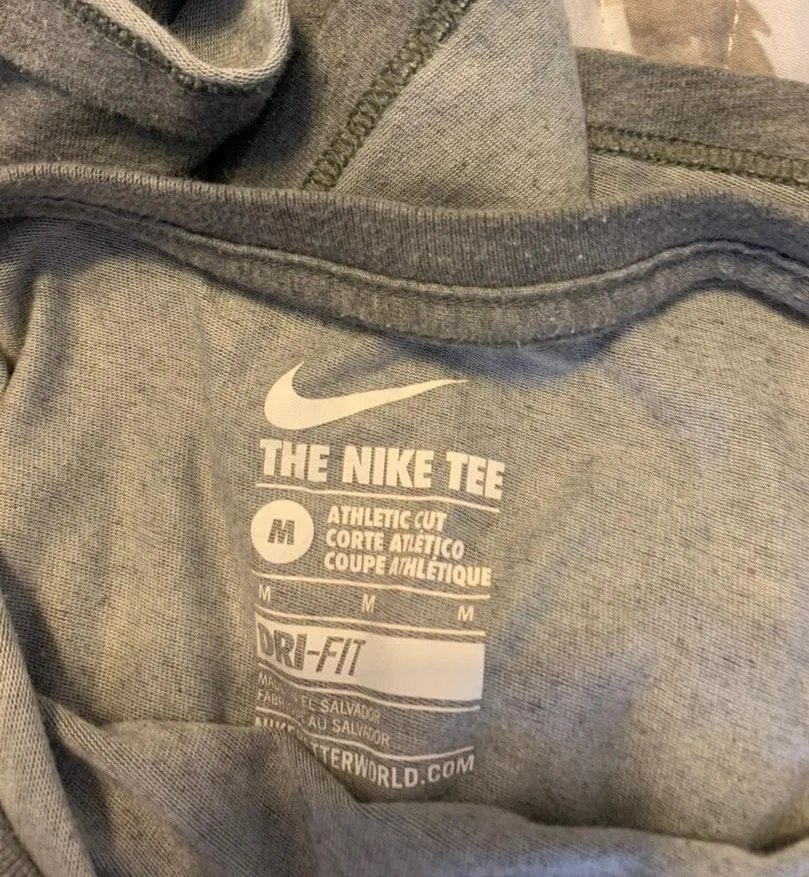 THE NIKE TEE
M
ATHLETIC CUT
CORTE ATLÉTICO
COUPE ATHLÉTIQUE
M M M
DRI-FIT
EL SALVADOR
AU SALVADOR